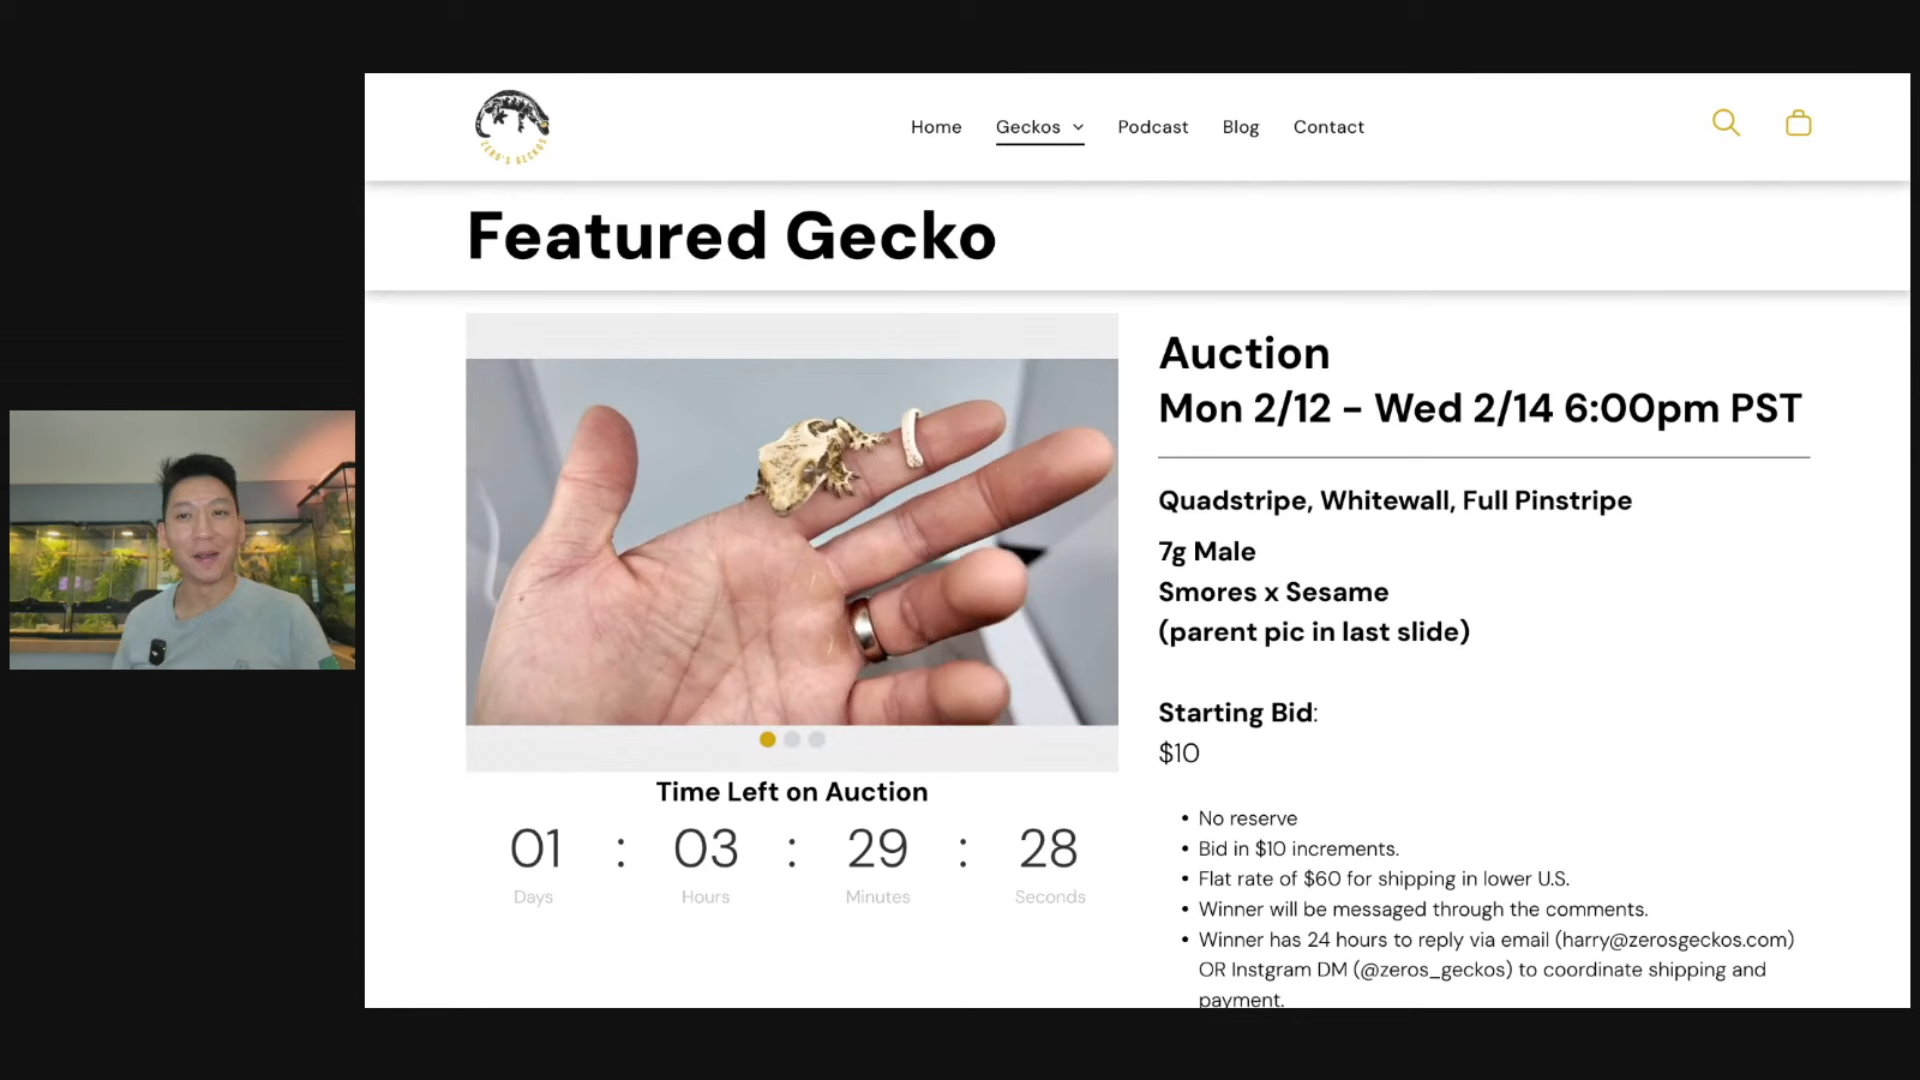 ZERO'S GECKOS
Home
Geckos
Podcast
Blog
Contact
Featured Gecko
Auction
Mon 2/12 - Wed 2/14 6:00pm PST
Quadstripe, Whitewall, Full Pinstripe
7g Male
Smores x Sesame
(parent pic in last slide)
Starting Bid:
$10
• No reserve
• Bid in $10 increments.
• Flat rate of $60 for shipping in lower U.S.
• Winner will be messaged through the comments.
• Winner has 24 hours to reply via email (harry@zerosgeckos.com)
OR Instgram DM (@zeros_geckos) to coordinate shipping and
payment.
Time Left on Auction
01 : 03 : 29 : 28
Days Hours Minutes Seconds